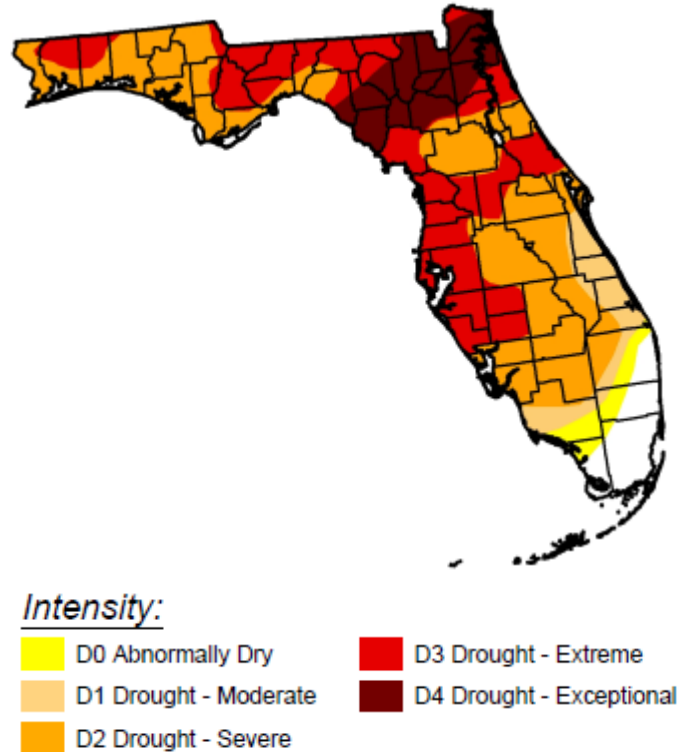 Intensity:
D0 Abnormally Dry
D1 Drought - Moderate
D2 Drought - Severe
D3 Drought - Extreme
D4 Drought - Exceptional